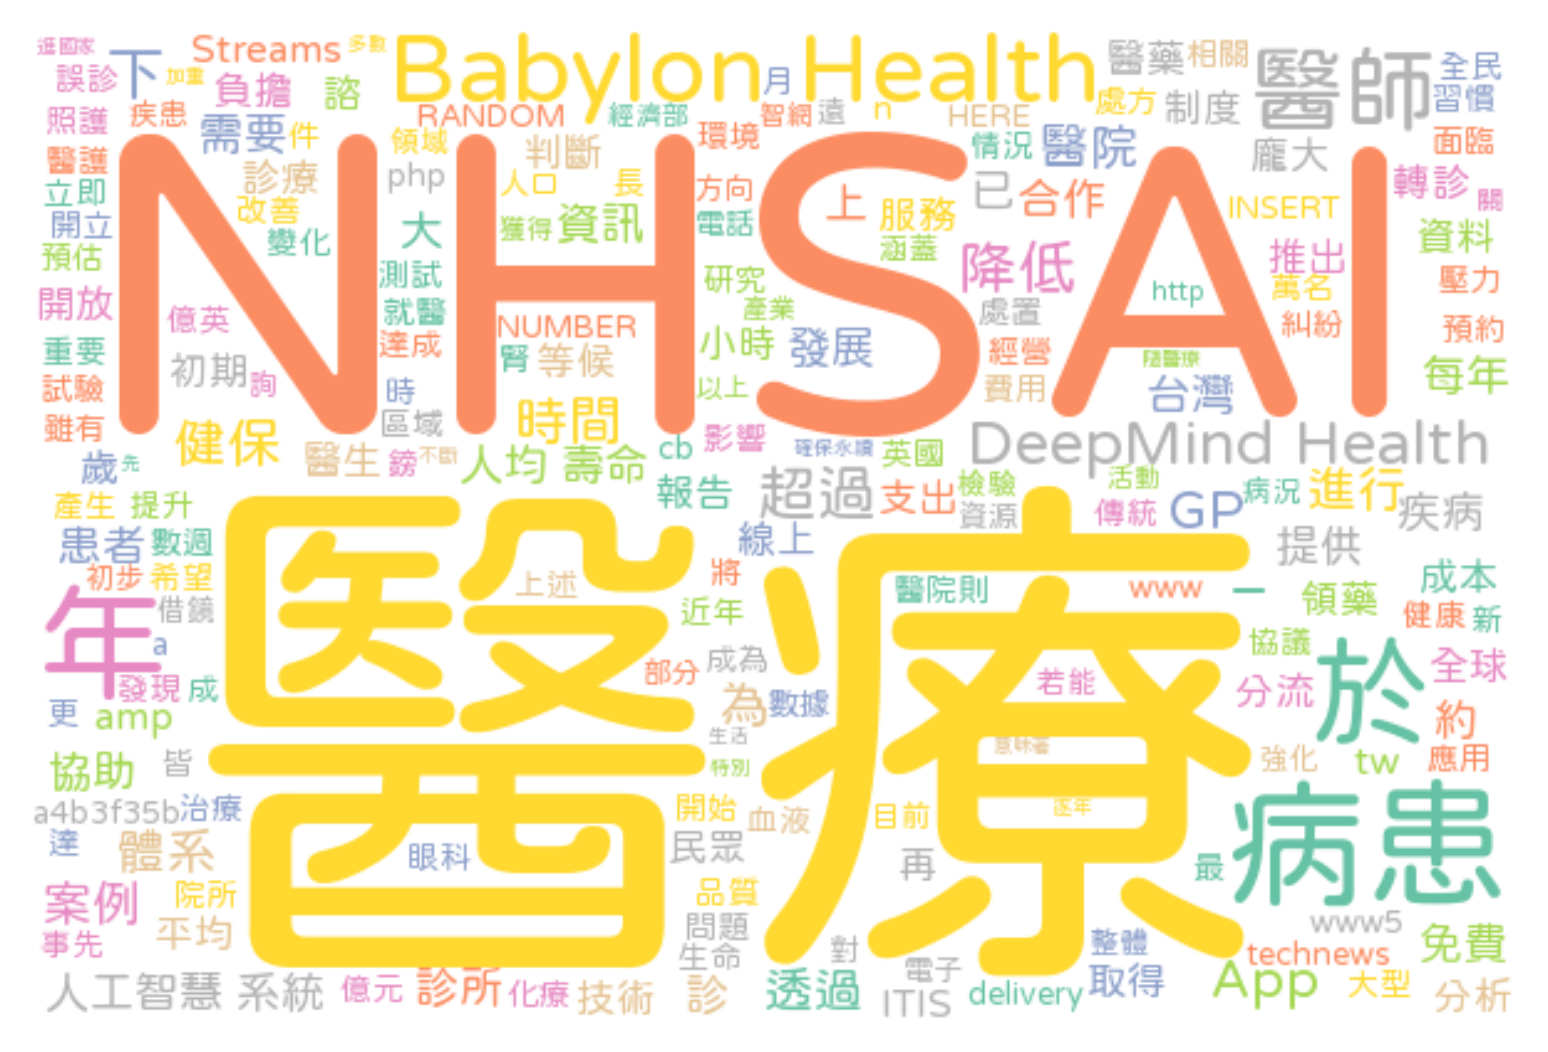 進國家 Streams 多數 Babylon Health 月 醫藥 相關 醫師 全民
誤診 下 加重 負擔 諮 處方 制度 習慣
照護 疾患 需要 件 RANDOM 領域 經濟部 智網 遠 n HERE 情況 醫院 龐大 面臨
醫護 診療 php 判斷 環境 轉診 關
NHS AI
立即 改善 人口 長 方向 上 服務 已 合作 INSERT
開立 變化 大 獲得 資訊 電話 涵蓋 降低 推出 資料
預估 測試 研究 http 萬名 壓力
開放 億英 就醫 NUMBER 產業 處置 糾紛 預約
重要 初期 詢 達成 腎 等候 小時 發展 經營 隨醫療 每年
試驗 時 以上 費用 台灣
雖有 健保 區域 時間 影響 確保永續 英國 DeepMind Health
歲 先 醫生 鎊 不斷 人均 壽命 cb
產生 提升 報告 超過 支出 檢驗 活動 GP 病況 進行 疾病
患者 數週 線上 資源 傳統 提供
醫療
初步 希望 上述 將 醫院則 www 一 領藥 成本
年 借鏡 近年 健康 新
a 成為 協議 於 全球
發現 成 部分 若能 分流
更 amp 為 數據 約
協助 皆 生活 特別 意味著 強化 tw 應用
a4b3f35b 治療 開始 血液 目前 逐年 病患
達 體系 眼科 民眾 再 最
案例 院所 品質 www5
事先 平均 問題 對 整體 technews 免費
人工智慧 系統 億元 診所 化療 技術 生命 診 透過 電子 ITIS delivery 取得 App 大型 分析